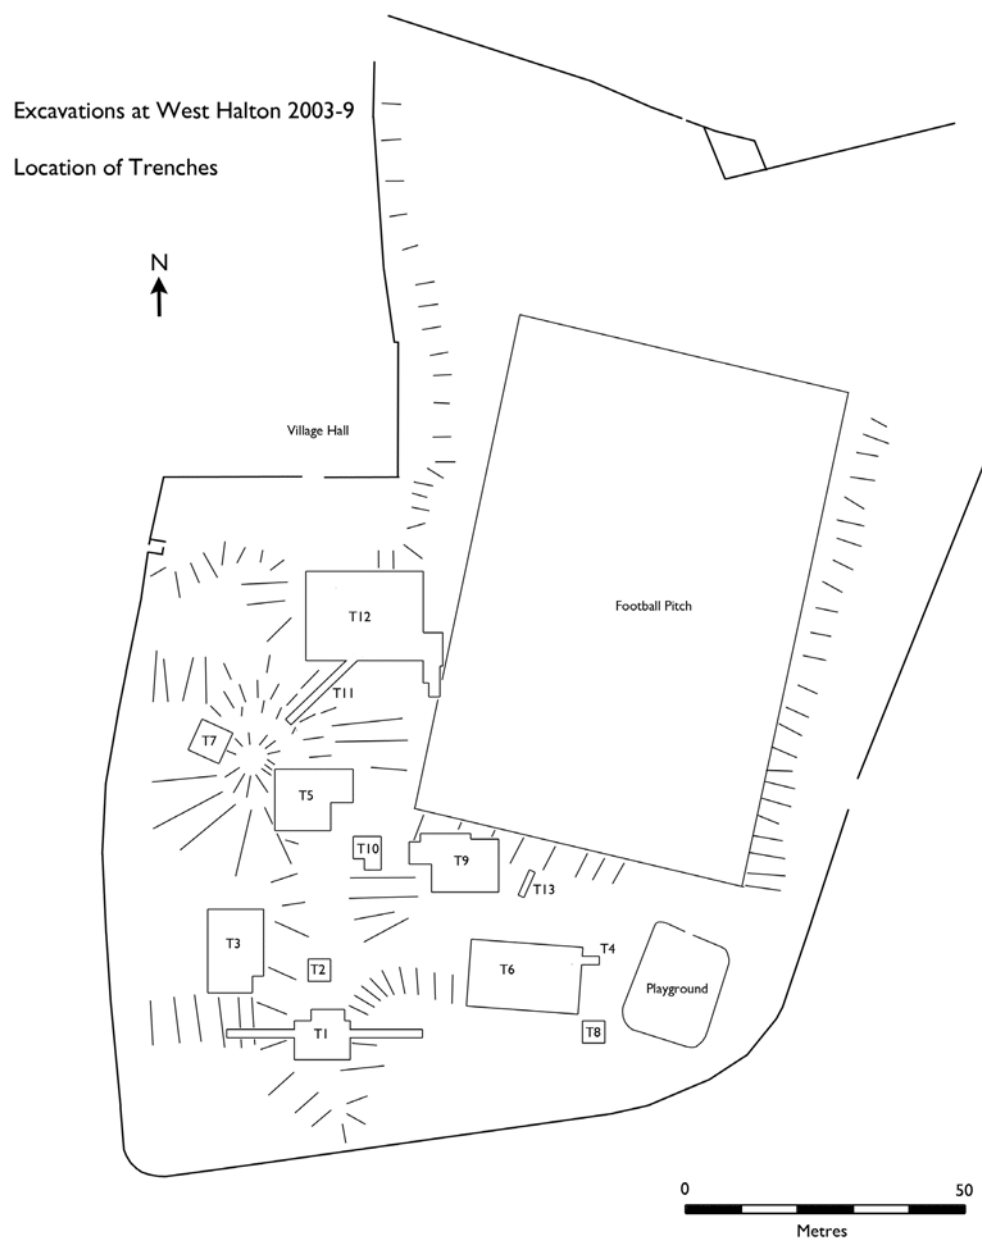 Excavations at West Halton 2003-9
Location of Trenches
N
Village Hall
Football Pitch
T12
T11
T7
T5
T10
T9
T13
T3
T2
T6
T4
Playground
T1
T8
0 50
Metres